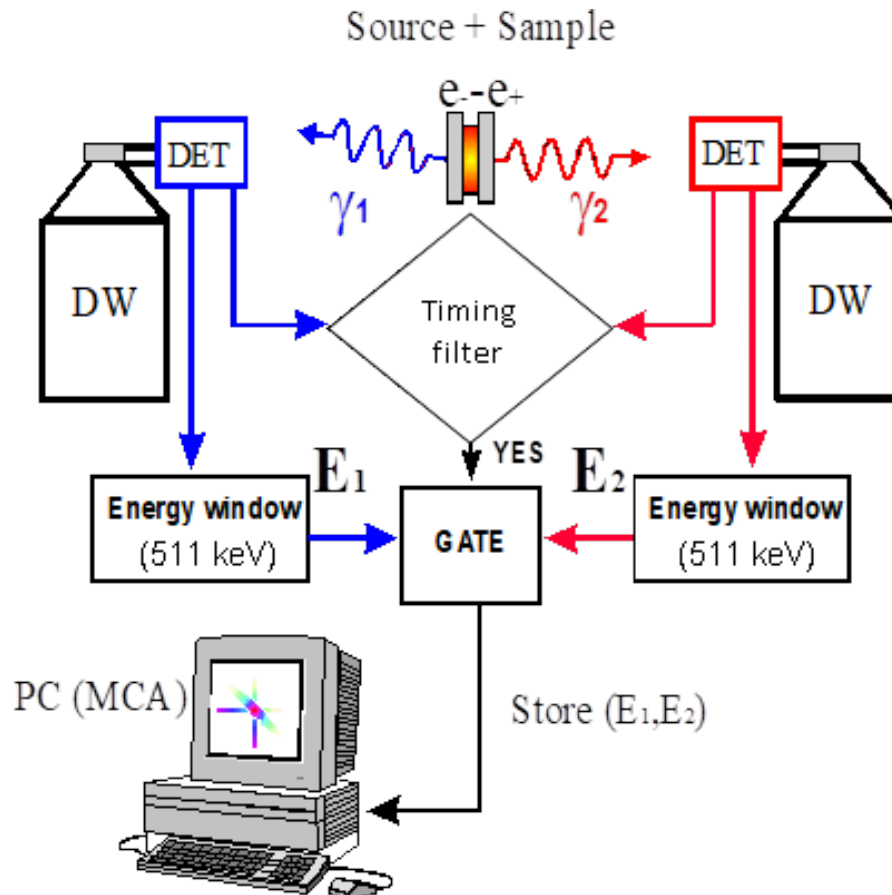 Source + Sample
e- - e+
DET
DET
γ1
γ2
DW
DW
Timing
filter
YES
E1
E2
Energy window
(511 keV)
GATE
Energy window
(511 keV)
PC (MCA)
Store (E1,E2)